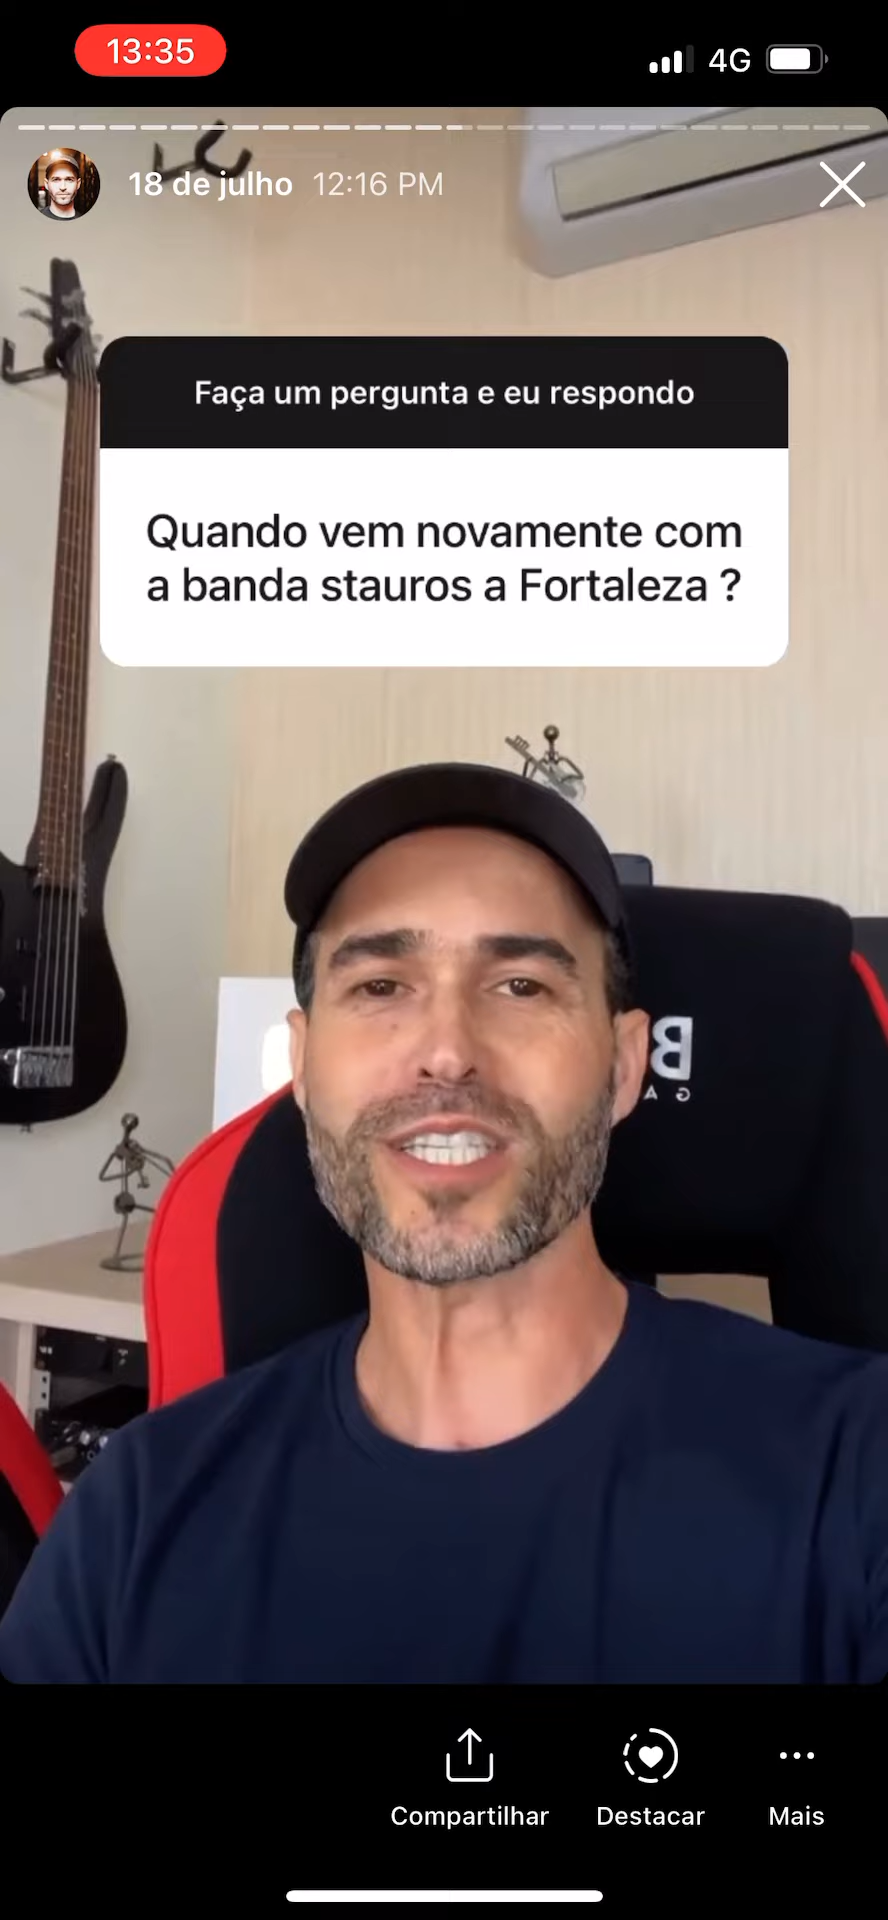 13:35
4G
18 de julho 12:16 PM
Faça um pergunta e eu respondo
Quando vem novamente com
a banda stauros a Fortaleza ?
B
G A
Compartilhar
Destacar
Mais